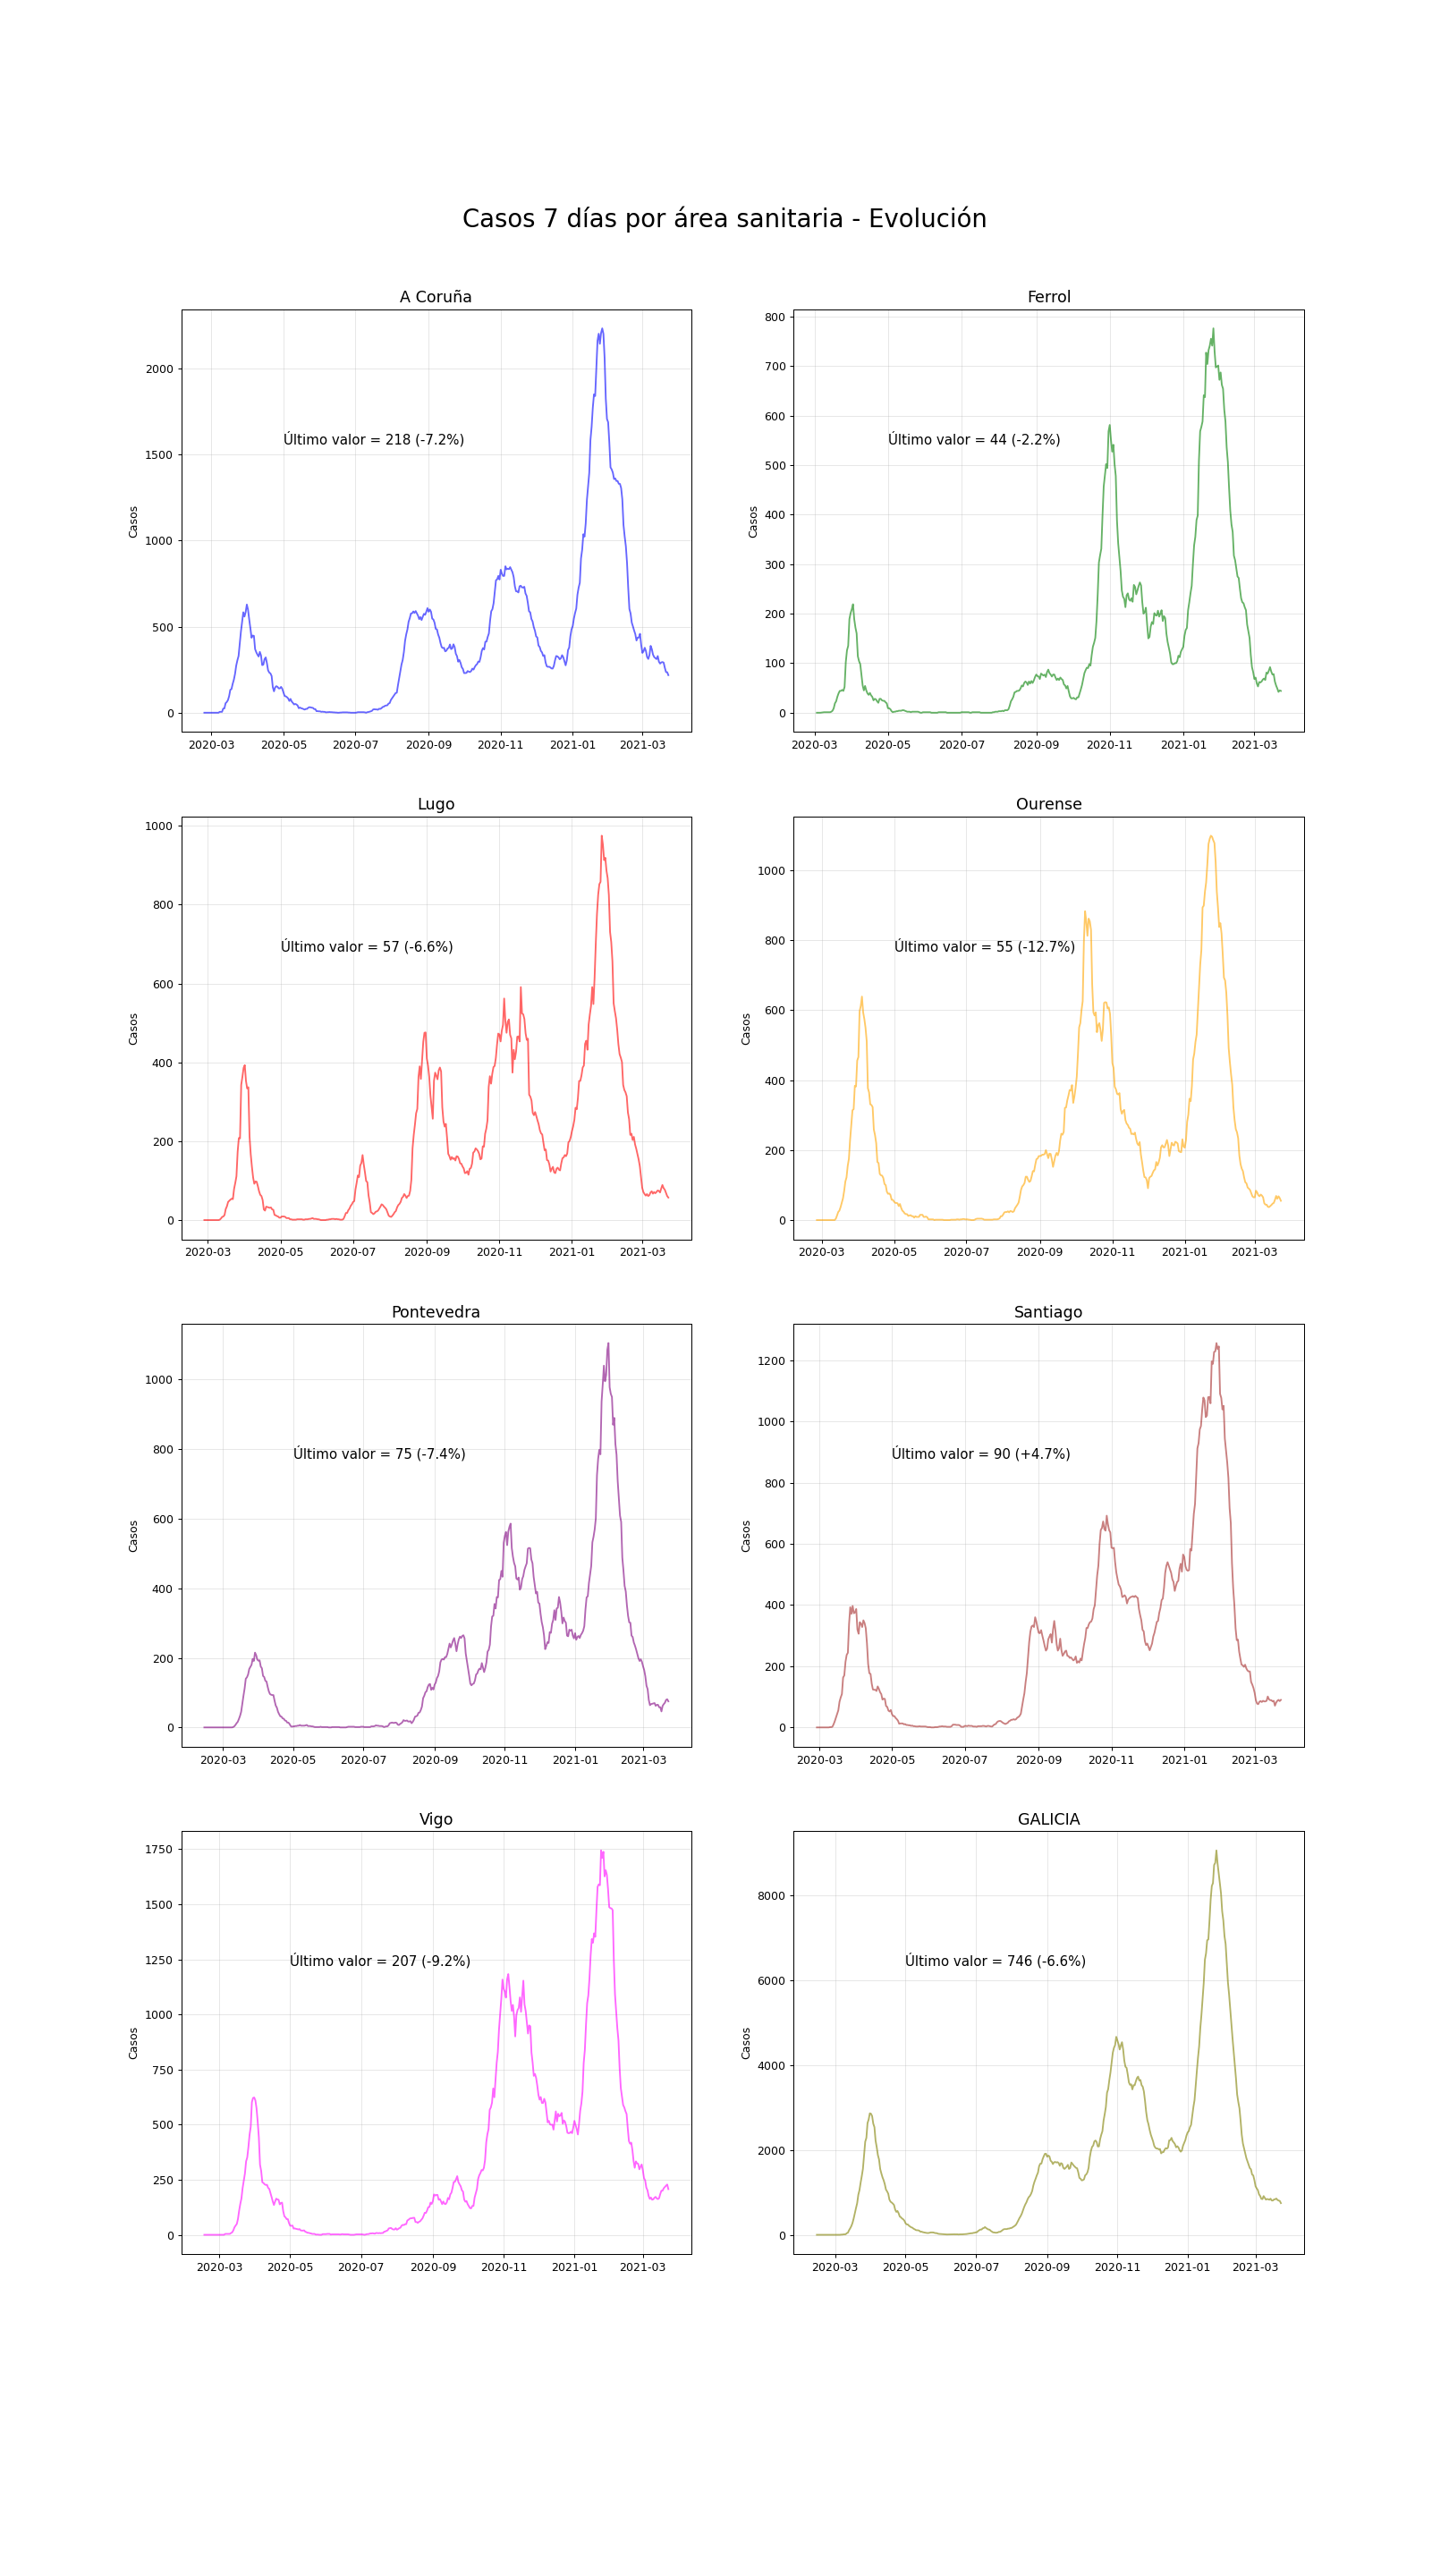 Casos 7 días por área sanitaria - Evolución
A Coruña
2000
1500
1000
500
0
Casos
Último valor = 218 (-7.2%)
2020-03 2020-05 2020-07 2020-09 2020-11 2021-01 2021-03
Ferrol
800
700
600
500
400
300
200
100
0
Casos
Último valor = 44 (-2.2%)
2020-03 2020-05 2020-07 2020-09 2020-11 2021-01 2021-03
Lugo
1000
800
600
400
200
0
Casos
Último valor = 57 (-6.6%)
2020-03 2020-05 2020-07 2020-09 2020-11 2021-01 2021-03
Ourense
1000
800
600
400
200
0
Casos
Último valor = 55 (-12.7%)
2020-03 2020-05 2020-07 2020-09 2020-11 2021-01 2021-03
Pontevedra
1000
800
600
400
200
0
Casos
Último valor = 75 (-7.4%)
2020-03 2020-05 2020-07 2020-09 2020-11 2021-01 2021-03
Santiago
1200
1000
800
600
400
200
0
Casos
Último valor = 90 (+4.7%)
2020-03 2020-05 2020-07 2020-09 2020-11 2021-01 2021-03
Vigo
1750
1500
1250
1000
750
500
250
0
Casos
Último valor = 207 (-9.2%)
2020-03 2020-05 2020-07 2020-09 2020-11 2021-01 2021-03
GALICIA
8000
6000
4000
2000
0
Casos
Último valor = 746 (-6.6%)
2020-03 2020-05 2020-07 2020-09 2020-11 2021-01 2021-03